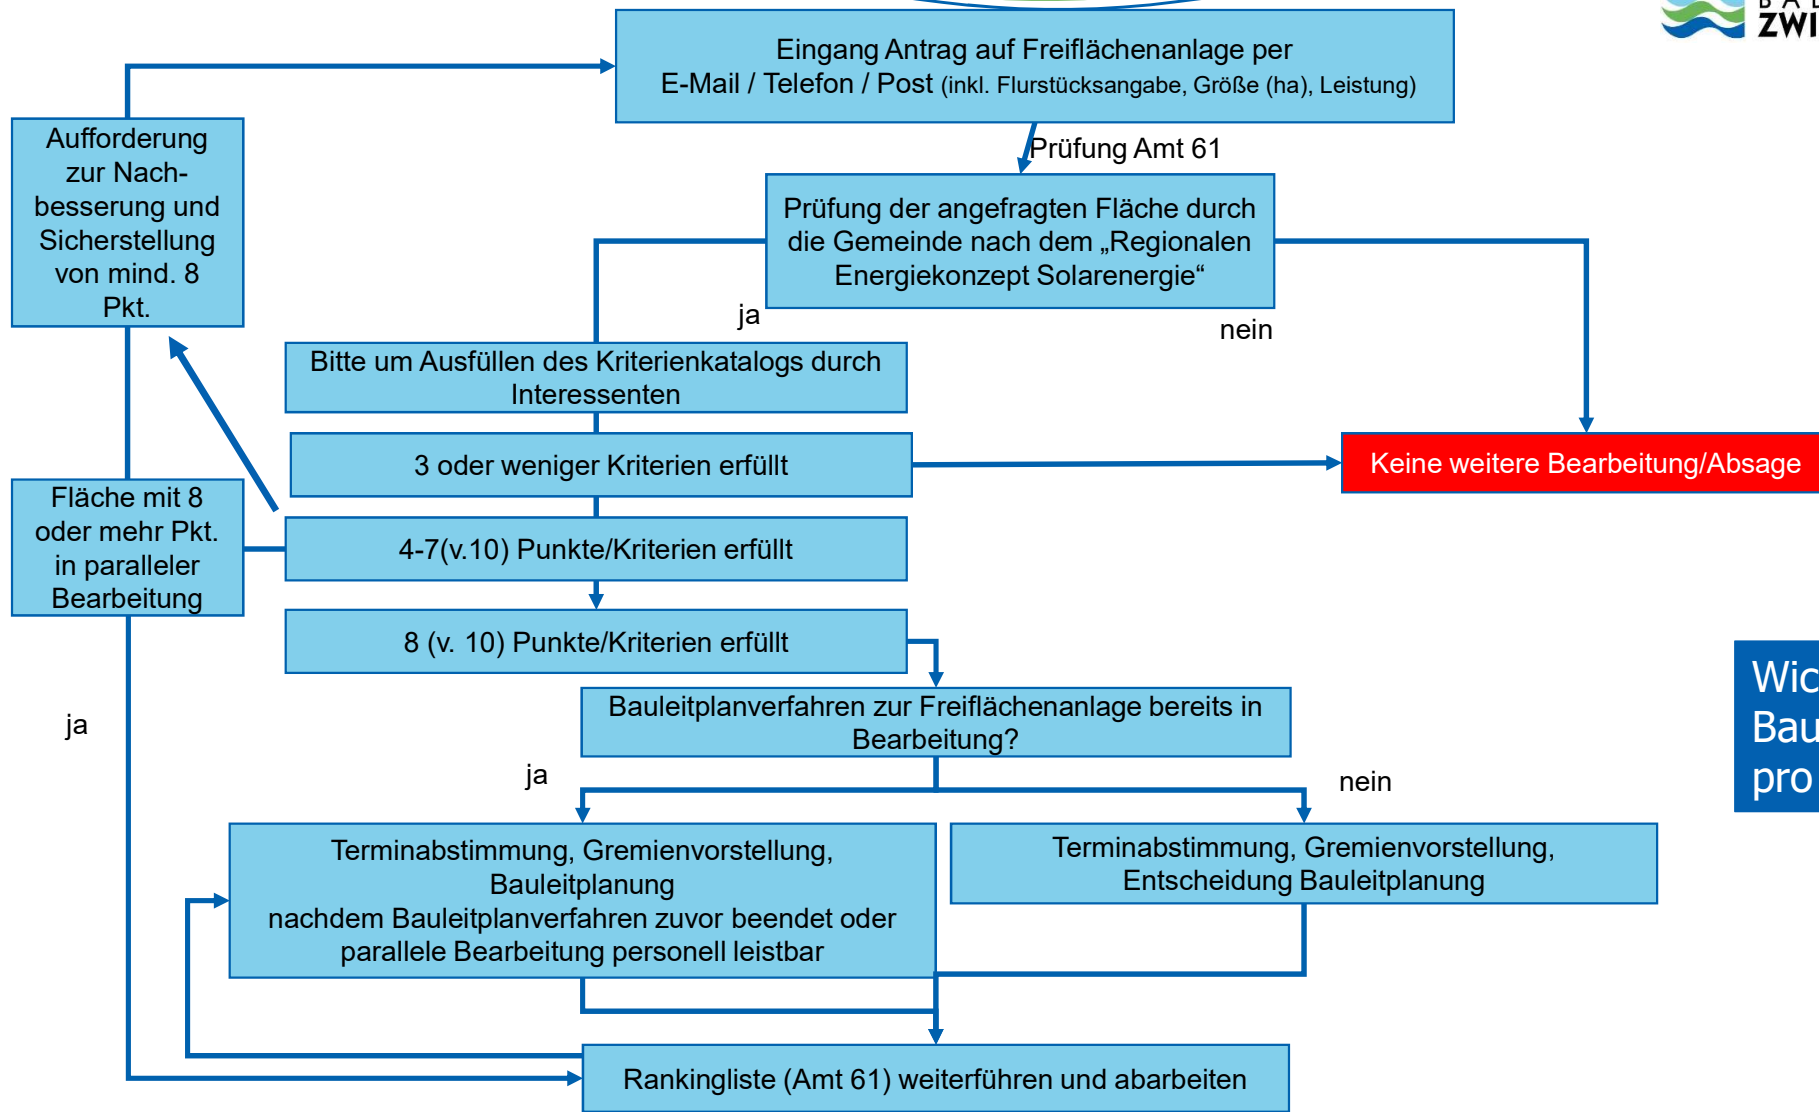 ZWI
Eingang Antrag auf Freiflächenanlage per
E-Mail / Telefon / Post (inkl. Flurstücksangabe, Größe (ha), Leistung)
Aufforderung
zur Nach-
besserung und
Sicherstellung
von mind. 8
Pkt.
Prüfung Amt 61
Prüfung der angefragten Fläche durch
die Gemeinde nach dem „Regionalen
Energiekonzept Solarenergie“
ja
nein
Bitte um Ausfüllen des Kriterienkatalogs durch
Interessenten
3 oder weniger Kriterien erfüllt
Keine weitere Bearbeitung/Absage
Fläche mit 8
oder mehr Pkt.
in paralleler
Bearbeitung
4-7(v.10) Punkte/Kriterien erfüllt
8 (v. 10) Punkte/Kriterien erfüllt
Wic
Bau
pro
ja
Bauleitplanverfahren zur Freiflächenanlage bereits in
Bearbeitung?
ja
nein
Terminabstimmung, Gremienvorstellung,
Bauleitplanung
nachdem Bauleitplanverfahren zuvor beendet oder
parallele Bearbeitung personell leistbar
Terminabstimmung, Gremienvorstellung,
Entscheidung Bauleitplanung
Rankingliste (Amt 61) weiterführen und abarbeiten